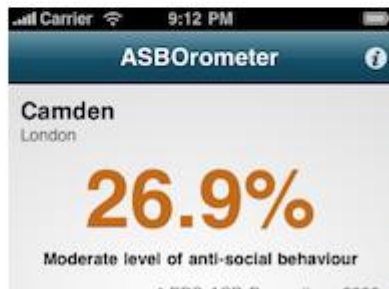 Carrier 9:12 PM
ASBOrometer
Camden
London
26.9%
Moderate level of anti-social behaviour